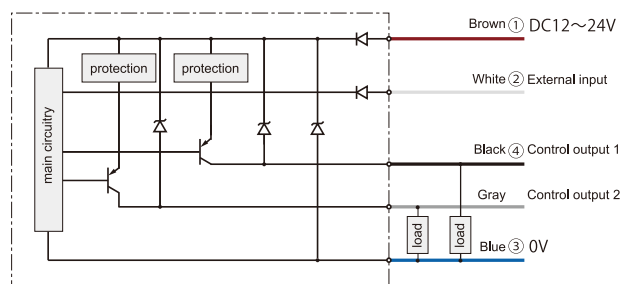 Brown ① DC12～24V
protection
protection
White ② External input
main circuitry
Black ④ Control output 1
Gray Control output 2
load
load
Blue ③ 0V